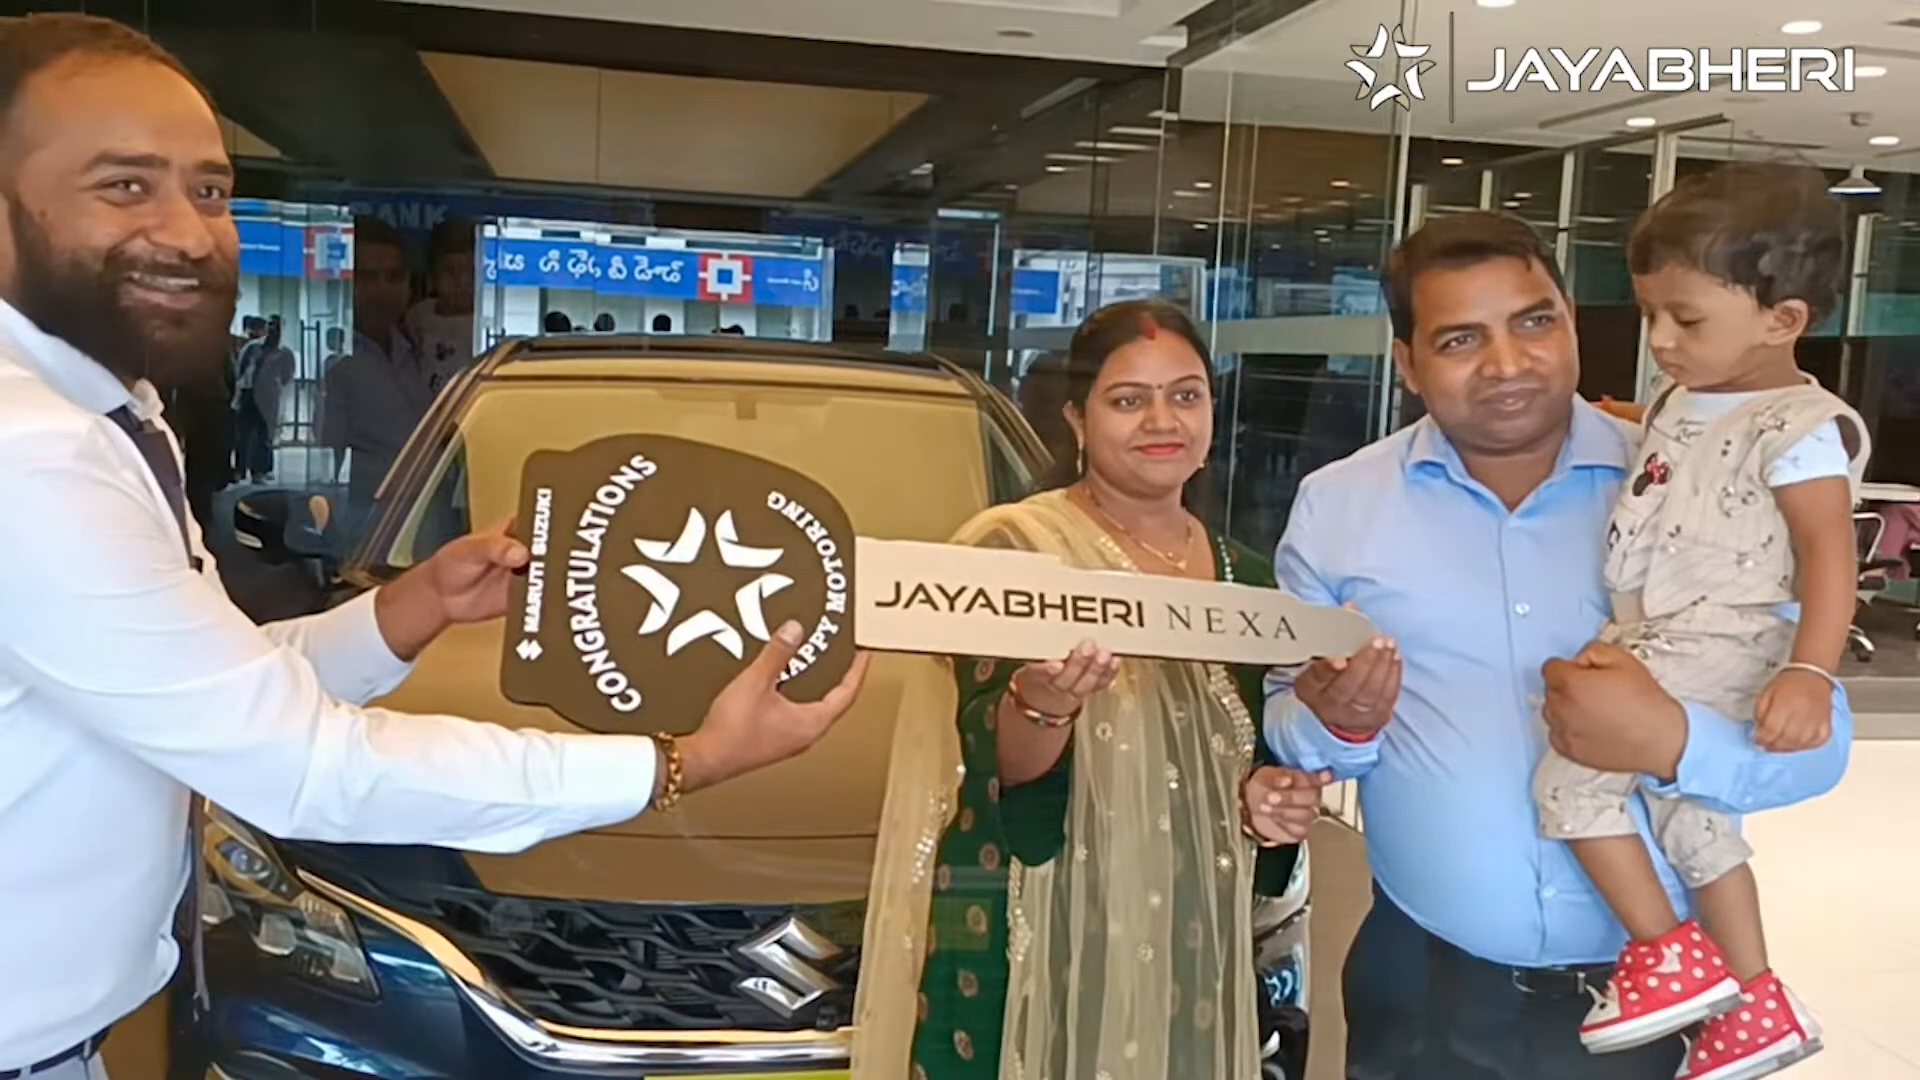 JAYABHERI
BANK
MARUTI SUZUKI
CONGRATULATIONS
HAPPY MOTORING
JAYABHERI NEXA